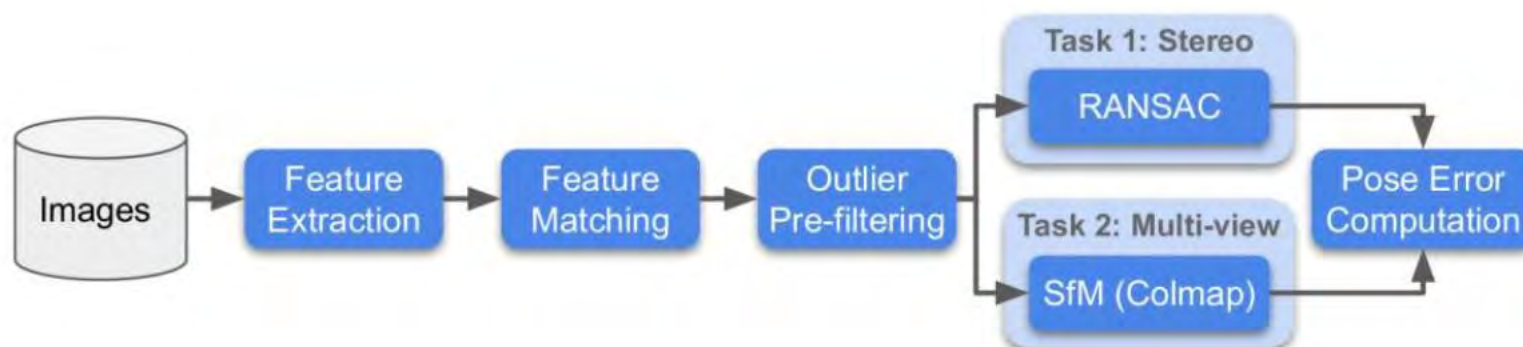 Images
Feature
Extraction
Feature
Matching
Outlier
Pre-filtering
Task 1: Stereo
RANSAC
Task 2: Multi-view
SfM (Colmap)
Pose Error
Computation